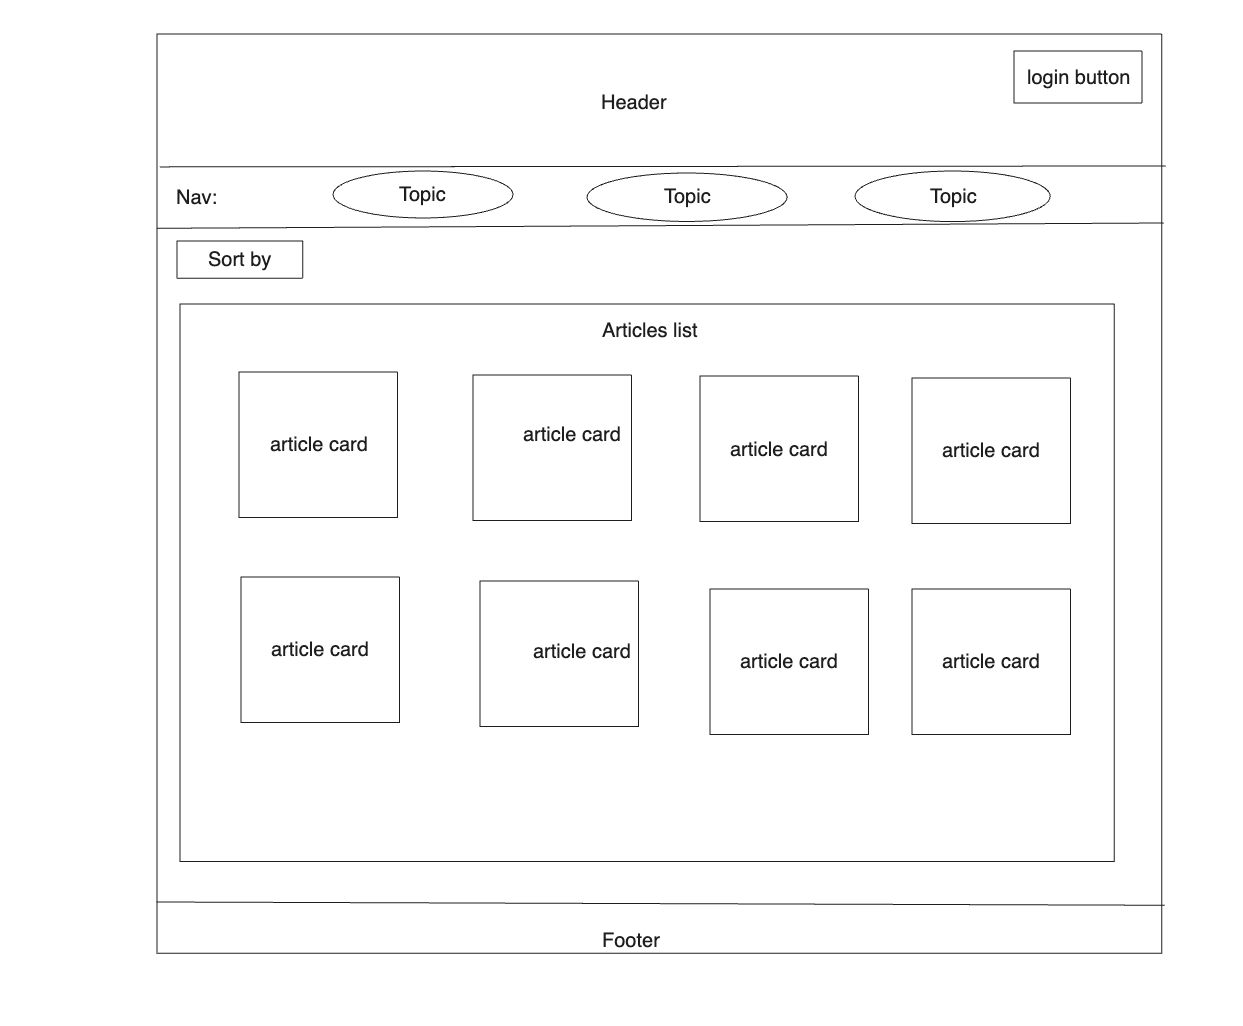 login button
Header
Nav:
Topic
Topic
Topic
Sort by
Articles list
article card
article card
article card
article card
article card
article card
article card
article card
Footer